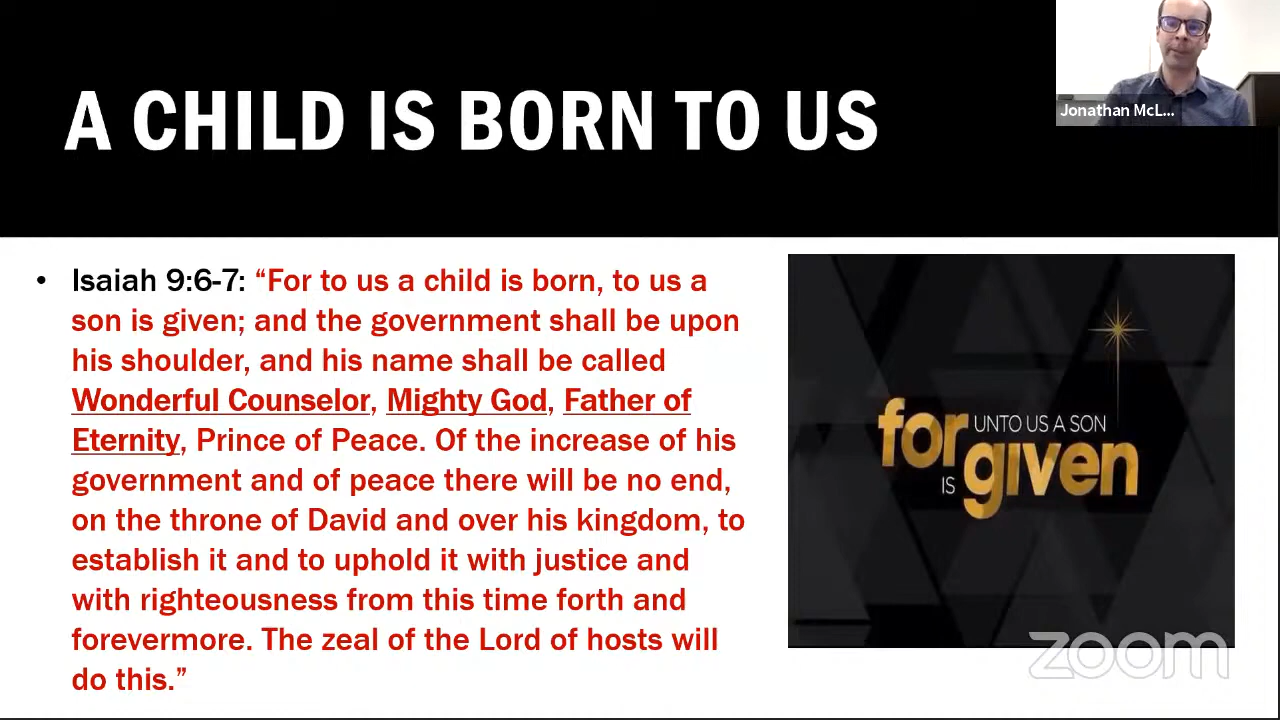 A CHILD IS BORN TO US
Jonathan McL...
• Isaiah 9:6-7: “For to us a child is born, to us a
son is given; and the government shall be upon
his shoulder, and his name shall be called
Wonderful Counselor, Mighty God, Father of
Eternity, Prince of Peace. Of the increase of his
government and of peace there will be no end,
on the throne of David and over his kingdom, to
establish it and to uphold it with justice and
with righteousness from this time forth and
forevermore. The zeal of the Lord of hosts will
do this.”
for UNTO US A SON
IS given
zoom